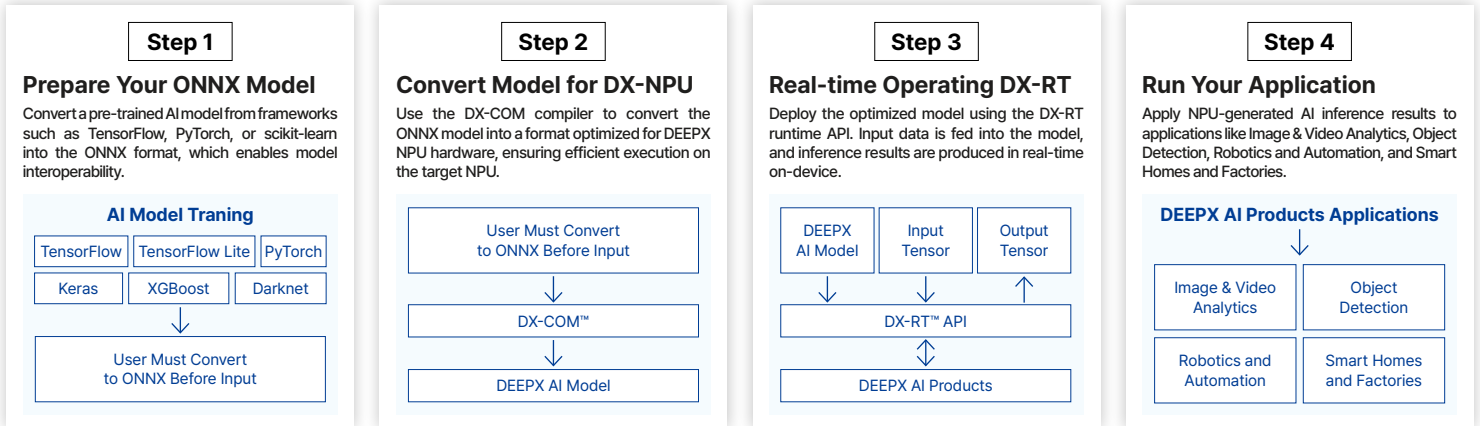 Step 1
Prepare Your ONNX Model
Convert a pre-trained AI model from frameworks
such as TensorFlow, PyTorch, or scikit-learn
into the ONNX format, which enables model
interoperability.
AI Model Traning
TensorFlow
TensorFlow Lite
PyTorch
Keras
XGBoost
Darknet
User Must Convert
to ONNX Before Input
Step 2
Convert Model for DX-NPU
Use the DX-COM compiler to convert the
ONNX model into a format optimized for DEEPX
NPU hardware, ensuring efficient execution on
the target NPU.
User Must Convert
to ONNX Before Input
DX-COM™
DEEPX AI Model
Step 3
Real-time Operating DX-RT
Deploy the optimized model using the DX-RT
runtime API. Input data is fed into the model,
and inference results are produced in real-time
on-device.
DEEPX
AI Model
Input
Tensor
Output
Tensor
DX-RT™ API
DEEPX AI Products
Step 4
Run Your Application
Apply NPU-generated AI inference results to
applications like Image & Video Analytics, Object
Detection, Robotics and Automation, and Smart
Homes and Factories.
DEEPX AI Products Applications
Image & Video
Analytics
Object
Detection
Robotics and
Automation
Smart Homes
and Factories